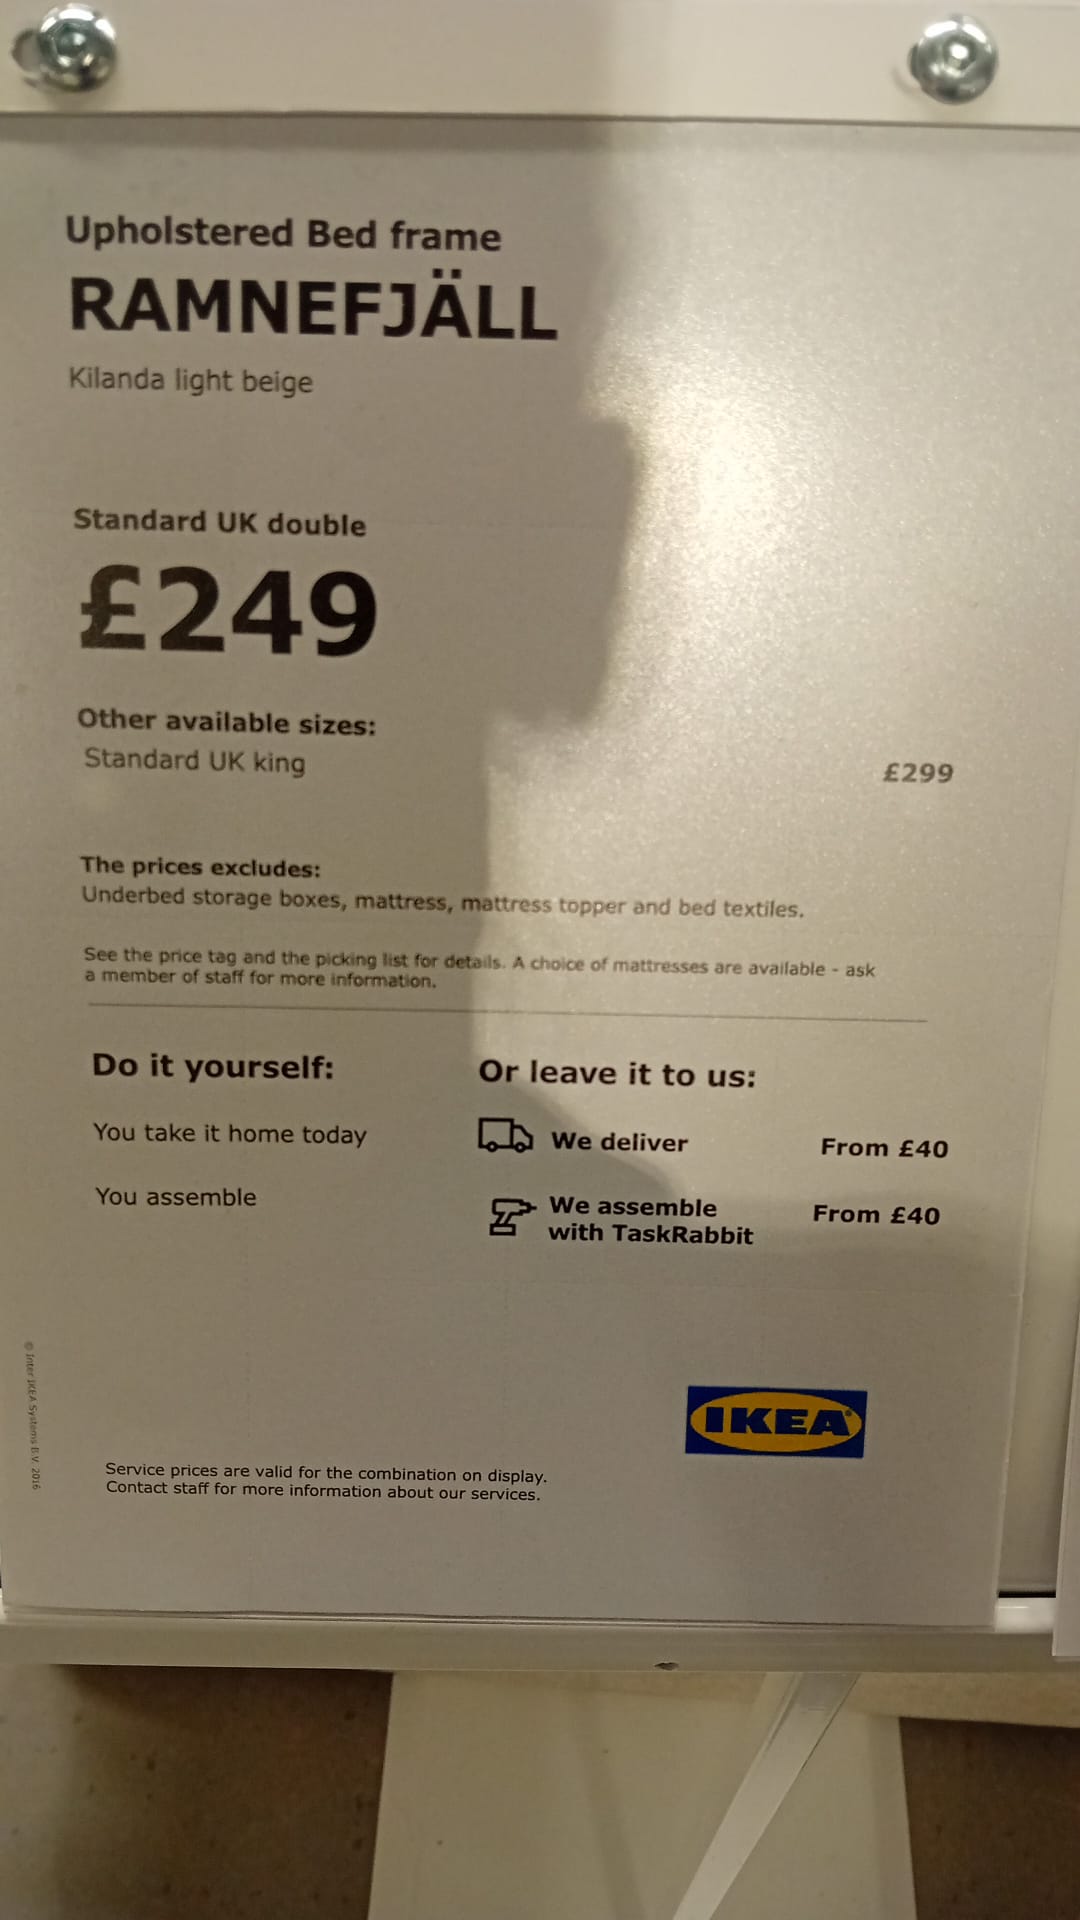 Upholstered Bed frame
RAMNEFJÄLL
Kilanda light beige
Standard UK double
£249
Other available sizes:
Standard UK king £299
The prices excludes:
Underbed storage boxes, mattress, mattress topper and bed textiles.
See the price tag and the picking list for details. A choice of mattresses are available - ask
a member of staff for more information.
Do it yourself:
You take it home today
You assemble
Or leave it to us:
We deliver From £40
We assemble
with TaskRabbit From £40
IKEA
Service prices are valid for the combination on display.
Contact staff for more information about our services.
© Inter IKEA Systems B.V. 2016